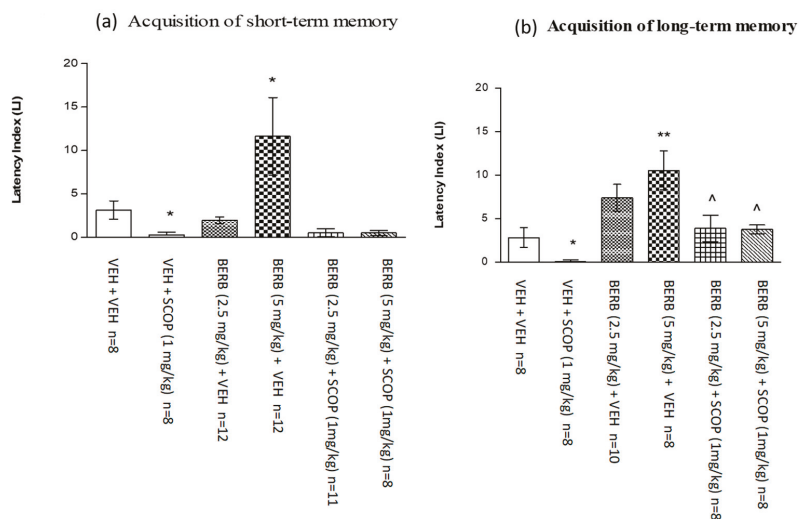 (a) Acquisition of short-term memory
Latency Index (LI)
20
15
10
5
0
*
*
VEH + VEH n=8
VEH + SCOP (1 mg/kg) n=8
BERB (2.5 mg/kg) + VEH n=12
BERB (5 mg/kg) + VEH n=12
BERB (2.5 mg/kg) + SCOP (1mg/kg) n=11
BERB (5 mg/kg) + SCOP (1mg/kg) n=8
(b) Acquisition of long-term memory
Latency Index (LI)
20
15
10
5
0
*
**
^
^
VEH + VEH n=8
VEH + SCOP (1 mg/kg) n=8
BERB (2.5 mg/kg) + VEH n=10
BERB (5 mg/kg) + VEH n=8
BERB (2.5 mg/kg) + SCOP (1mg/kg) n=8
BERB (5 mg/kg) + SCOP (1mg/kg) n=8